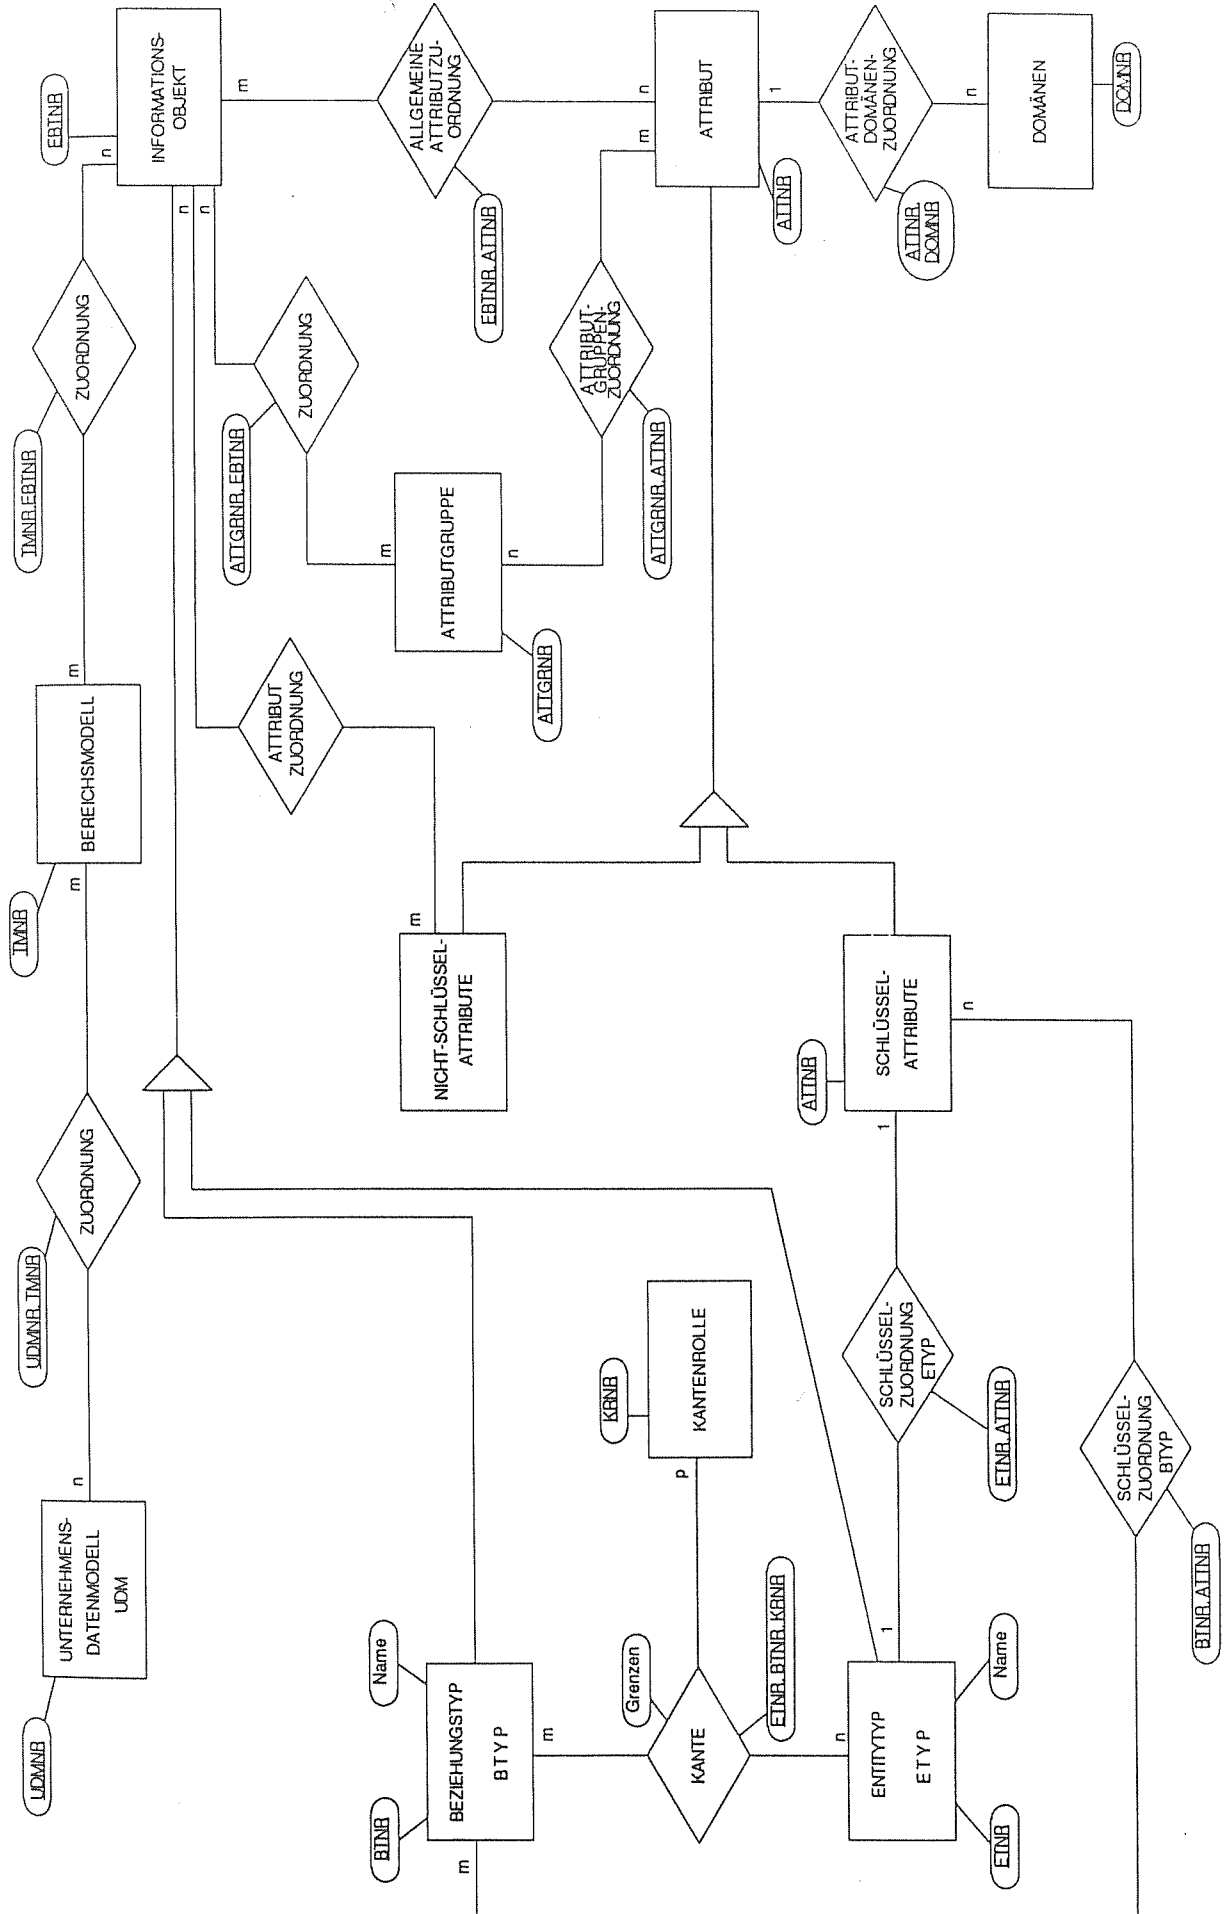 UDMNR
UDMNR.TMNR
TMNR
TMNR.EBTNR
EBTNR
UNTERNEHMENS-
DATENMODELL
UDM
n
ZUORDNUNG
m
BEREICHSMODELL
m
ZUORDNUNG
n
INFORMATIONS-
OBJEKT
n
n
m
ATTRIBUT
ZUORDNUNG
ATTGRNR.EBTNR
ZUORDNUNG
BTNR
Name
BEZIEHUNGSTYP
BTYP
m
m
NICHT-SCHLÜSSEL-
ATTRIBUTE
m
ATTRIBUTGRUPPE
m
n
ATTGRNR
ALLGEMEINE
ATTRIBUTZU-
ORDNUNG
EBTNR.ATTNR
Grenzen
KANTE
ETNR.BTNR.KRNR
KRNR
KANTENROLLE
p
ATTRIBUT-
GRUPPEN-
ZUORDNUNG
ATTGRNR.ATTNR
m
n
ATTRIBUT
1
ATTNR
n
ENTITYTYP
ETYP
1
ETNR
Name
SCHLÜSSEL-
ZUORDNUNG
ETYP
ETNR.ATTNR
ATTNR
1
SCHLÜSSEL-
ATTRIBUTE
n
ATTRIBUT-
DOMÄNEN-
ZUORDNUNG
ATTNR.
DOMNR
n
DOMÄNEN
DOMNR
SCHLÜSSEL-
ZUORDNUNG
BTYP
BTNR.ATTNR